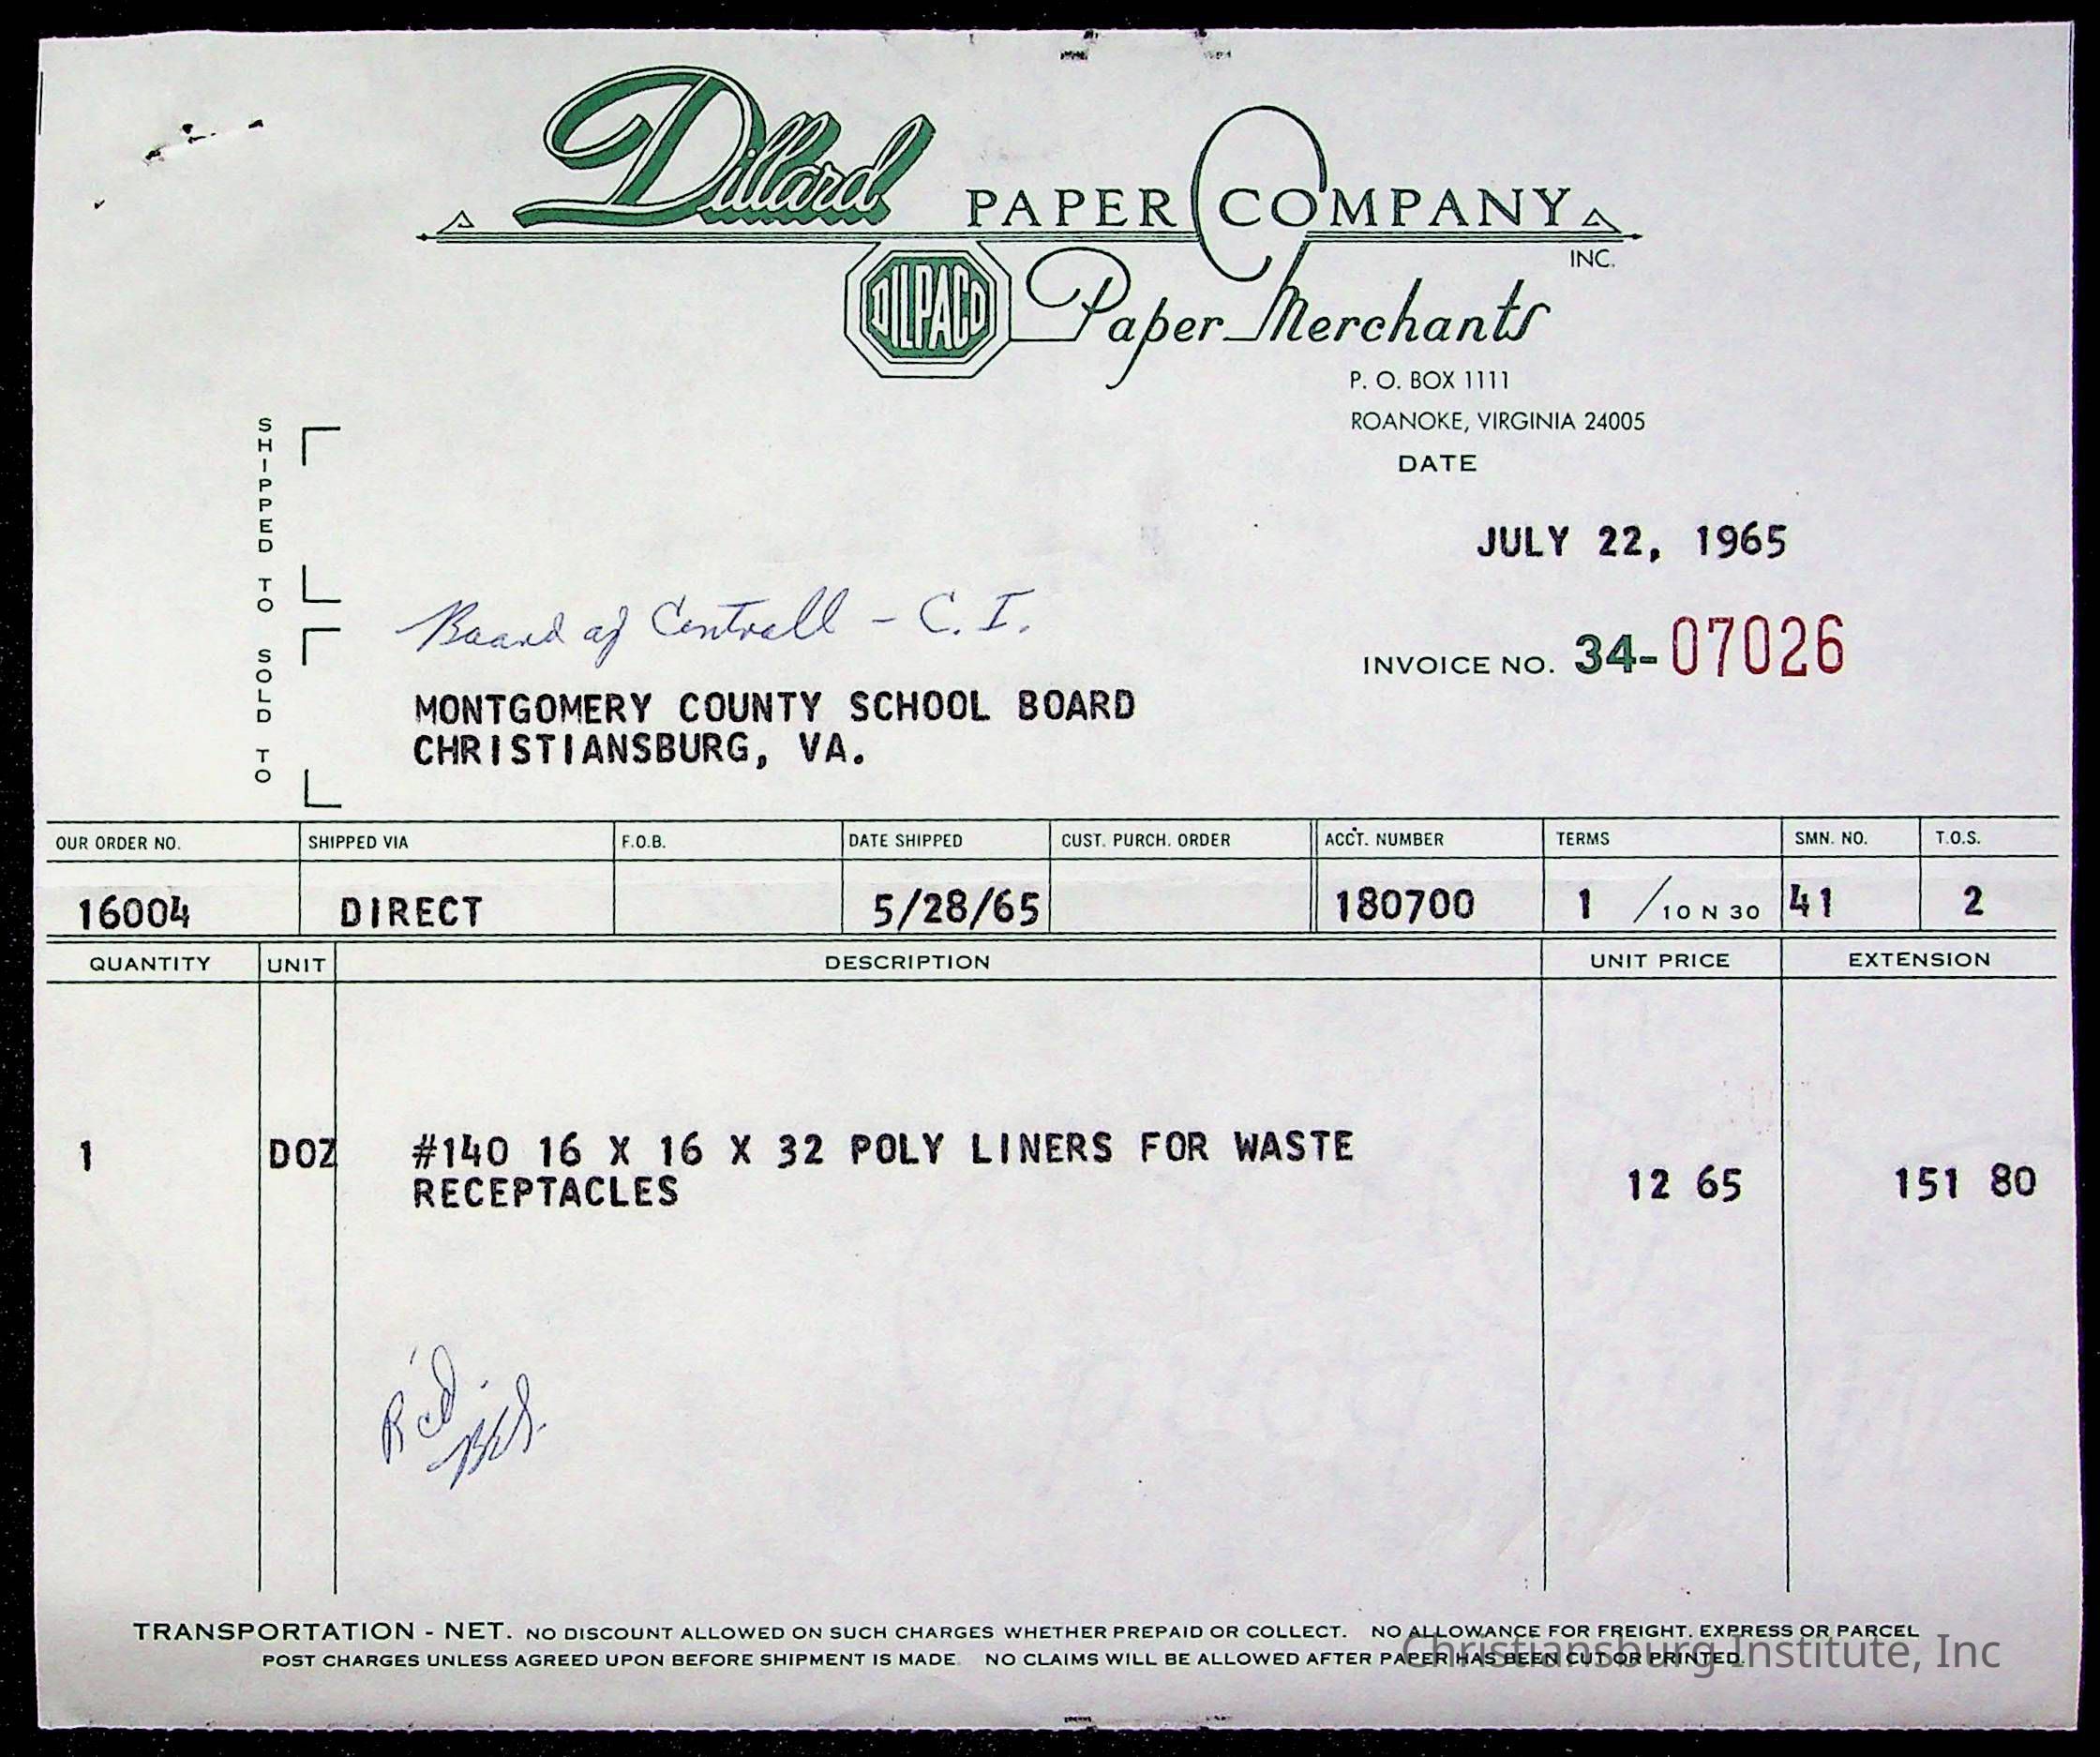 Dillard PAPER COMPANY
INC.
DILPACO Paper Merchants
P. O. BOX 1111
ROANOKE, VIRGINIA 24005
DATE
JULY 22, 1965
SHIPPED TO
Board of Controll - C. I.
INVOICE NO. 34-07026
SOLD TO
MONTGOMERY COUNTY SCHOOL BOARD
CHRISTIANSBURG, VA.
OUR ORDER NO. SHIPPED VIA F.O.B. DATE SHIPPED CUST. PURCH. ORDER ACCT. NUMBER TERMS SMN. NO. T.O.S.
16004 DIRECT 5/28/65 180700 1 / 10 N 30 41 2
QUANTITY UNIT DESCRIPTION UNIT PRICE EXTENSION
1 DOZ #140 16 X 16 X 32 POLY LINERS FOR WASTE
RECEPTACLES 12 65 151 80
R'cd.
TRANSPORTATION - NET. NO DISCOUNT ALLOWED ON SUCH CHARGES WHETHER PREPAID OR COLLECT. NO ALLOWANCE FOR FREIGHT, EXPRESS OR PARCEL
POST CHARGES UNLESS AGREED UPON BEFORE SHIPMENT IS MADE. NO CLAIMS WILL BE ALLOWED AFTER PAPER HAS BEEN CUT OR PRINTED.
Christiansburg Institute, Inc